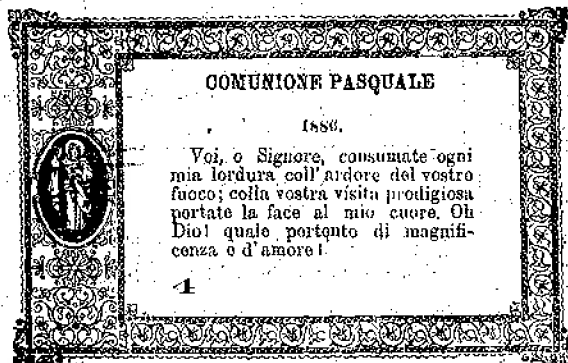 COMUNIONE PASQUALE
1886.
Voi, o Signore, consumate ogni
mia lordura coll'ardore del vostro
fuoco; colla vostra visita prodigiosa
portate la face al mio cuore. Oh
Dio! quale portento di magnifi-
cenza e d'amore!
4